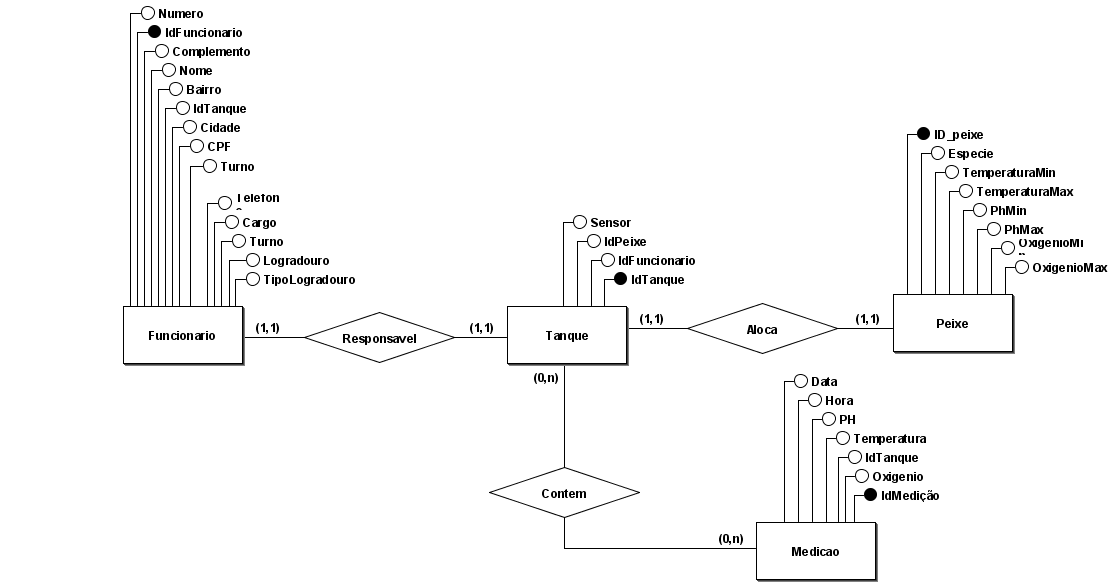 Numero
IdFuncionario
Complemento
Nome
Bairro
IdTanque
Cidade
CPF
Turno
Telefon
Cargo
Turno
Logradouro
TipoLogradouro
Funcionario
(1,1)
Responsavel
(1,1)
Sensor
IdPeixe
IdFuncionario
IdTanque
Tanque
(1,1)
Aloca
(1,1)
ID_peixe
Especie
TemperaturaMin
TemperaturaMax
PhMin
PhMax
OxigenioMi
n
OxigenioMax
Peixe
(0,n)
Contem
(0,n)
Data
Hora
PH
Temperatura
IdTanque
Oxigenio
IdMedição
Medicao